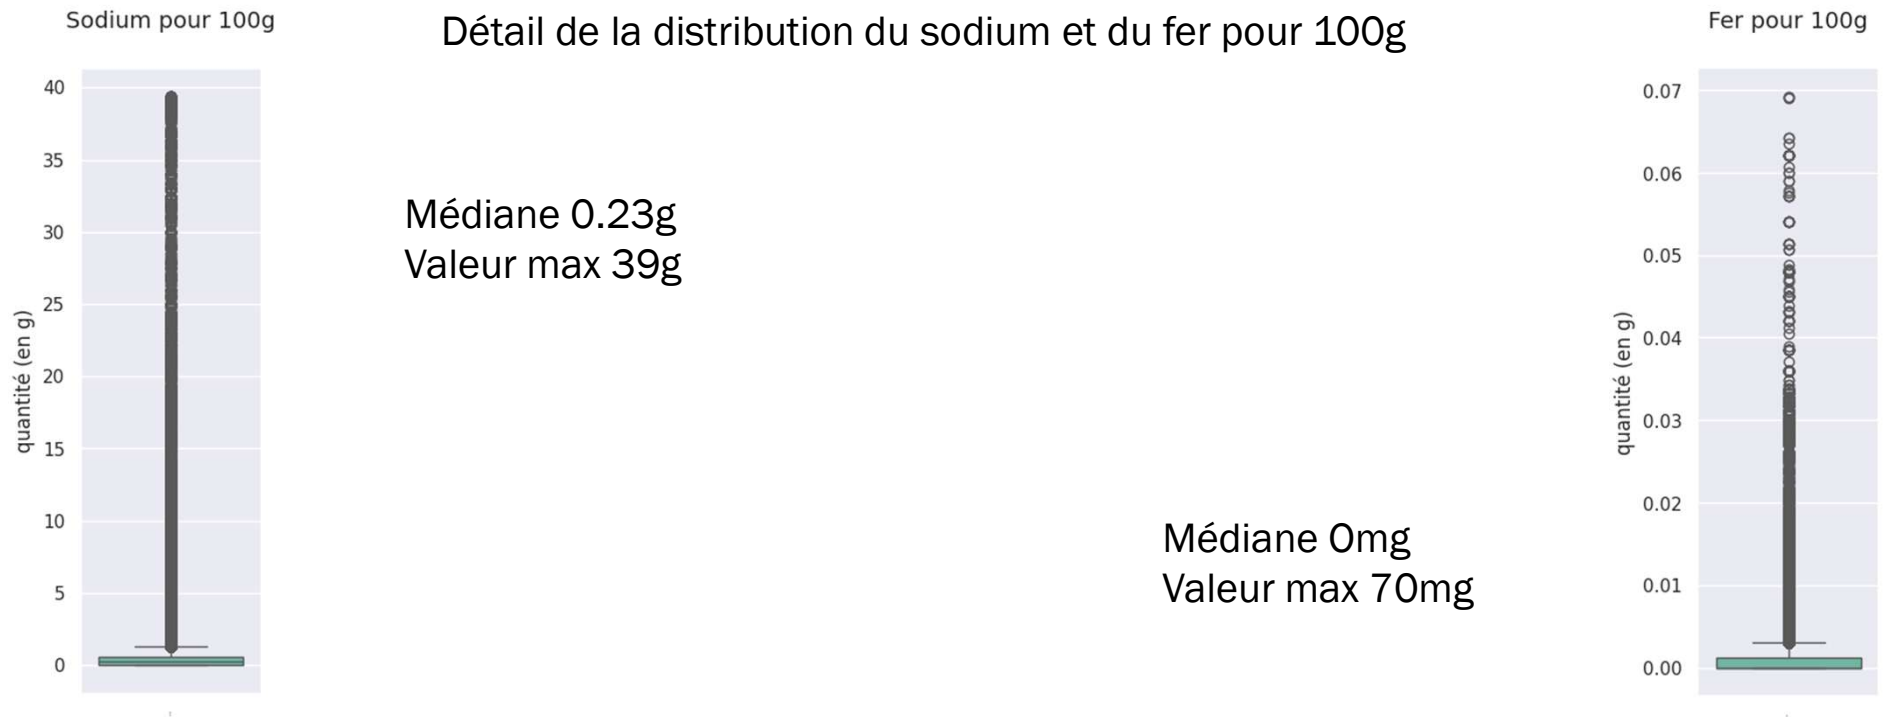 Sodium pour 100g
Détail de la distribution du sodium et du fer pour 100g
Fer pour 100g
40
35
30
25
20
15
10
5
0
quantité (en g)
Médiane 0.23g
Valeur max 39g
Médiane 0mg
Valeur max 70mg
0.07
0.06
0.05
0.04
0.03
0.02
0.01
0.00
quantité (en g)